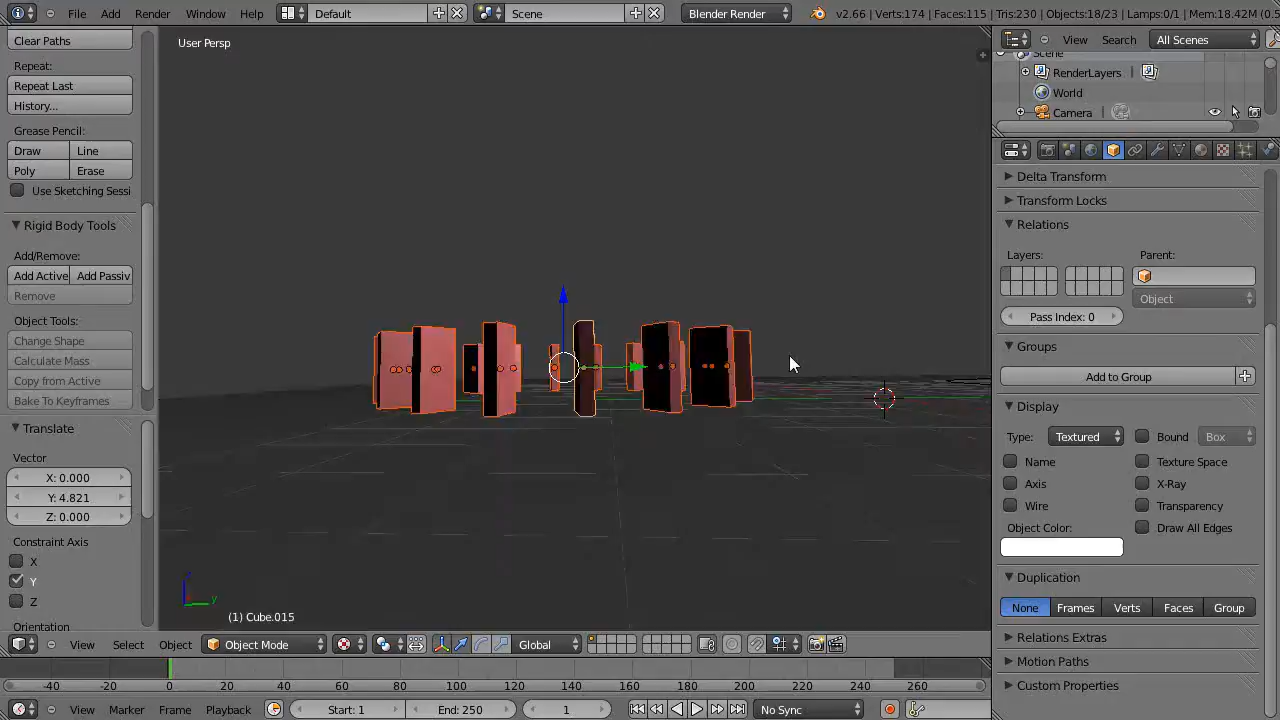 File Add Render Window Help Default Scene Blender Render v2.66 | Verts:174 | Faces:115 | Tris:230 | Objects:18/23 | Lamps:0/1 | Mem:18.42M (0.5
Clear Paths
Repeat:
Repeat Last
History...
Grease Pencil:
Draw Line
Poly Erase
Use Sketching Sessi
Rigid Body Tools
Add/Remove:
Add Active Add Passiv
Remove
Object Tools:
Change Shape
Calculate Mass
Copy from Active
Bake To Keyframes
Translate
Vector
X: 0.000
Y: 4.821
Z: 0.000
Constraint Axis
X
Y
Z
Orientation
User Persp
z
y
(1) Cube.015
View Select Object Object Mode Global
-40 -20 0 20 40 60 80 100 120 140 160 180 200 220 240 260
View Marker Frame Playback Start: 1 End: 250 1 No Sync
View Search All Scenes
Scene
RenderLayers
World
Camera
Delta Transform
Transform Locks
Relations
Layers: Parent:
Object
Pass Index: 0
Groups
Add to Group
Display
Type: Textured Bound Box
Name Texture Space
Axis X-Ray
Wire Transparency
Object Color: Draw All Edges
Duplication
None Frames Verts Faces Group
Relations Extras
Motion Paths
Custom Properties